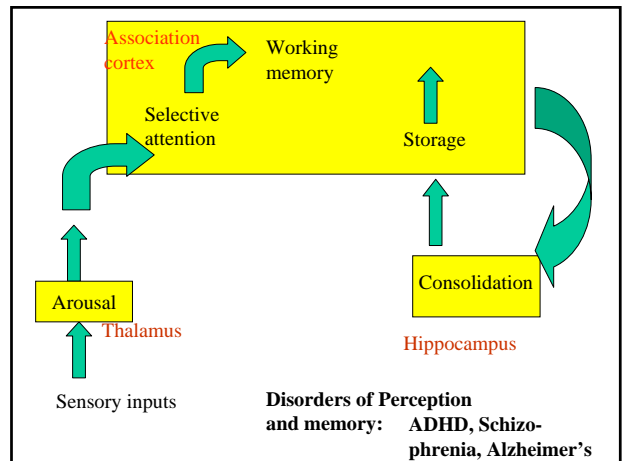 Association
cortex
Working
memory
Selective
attention
Storage
Arousal
Thalamus
Consolidation
Hippocampus
Sensory inputs
Disorders of Perception
and memory: ADHD, Schizo-
phrenia, Alzheimer's